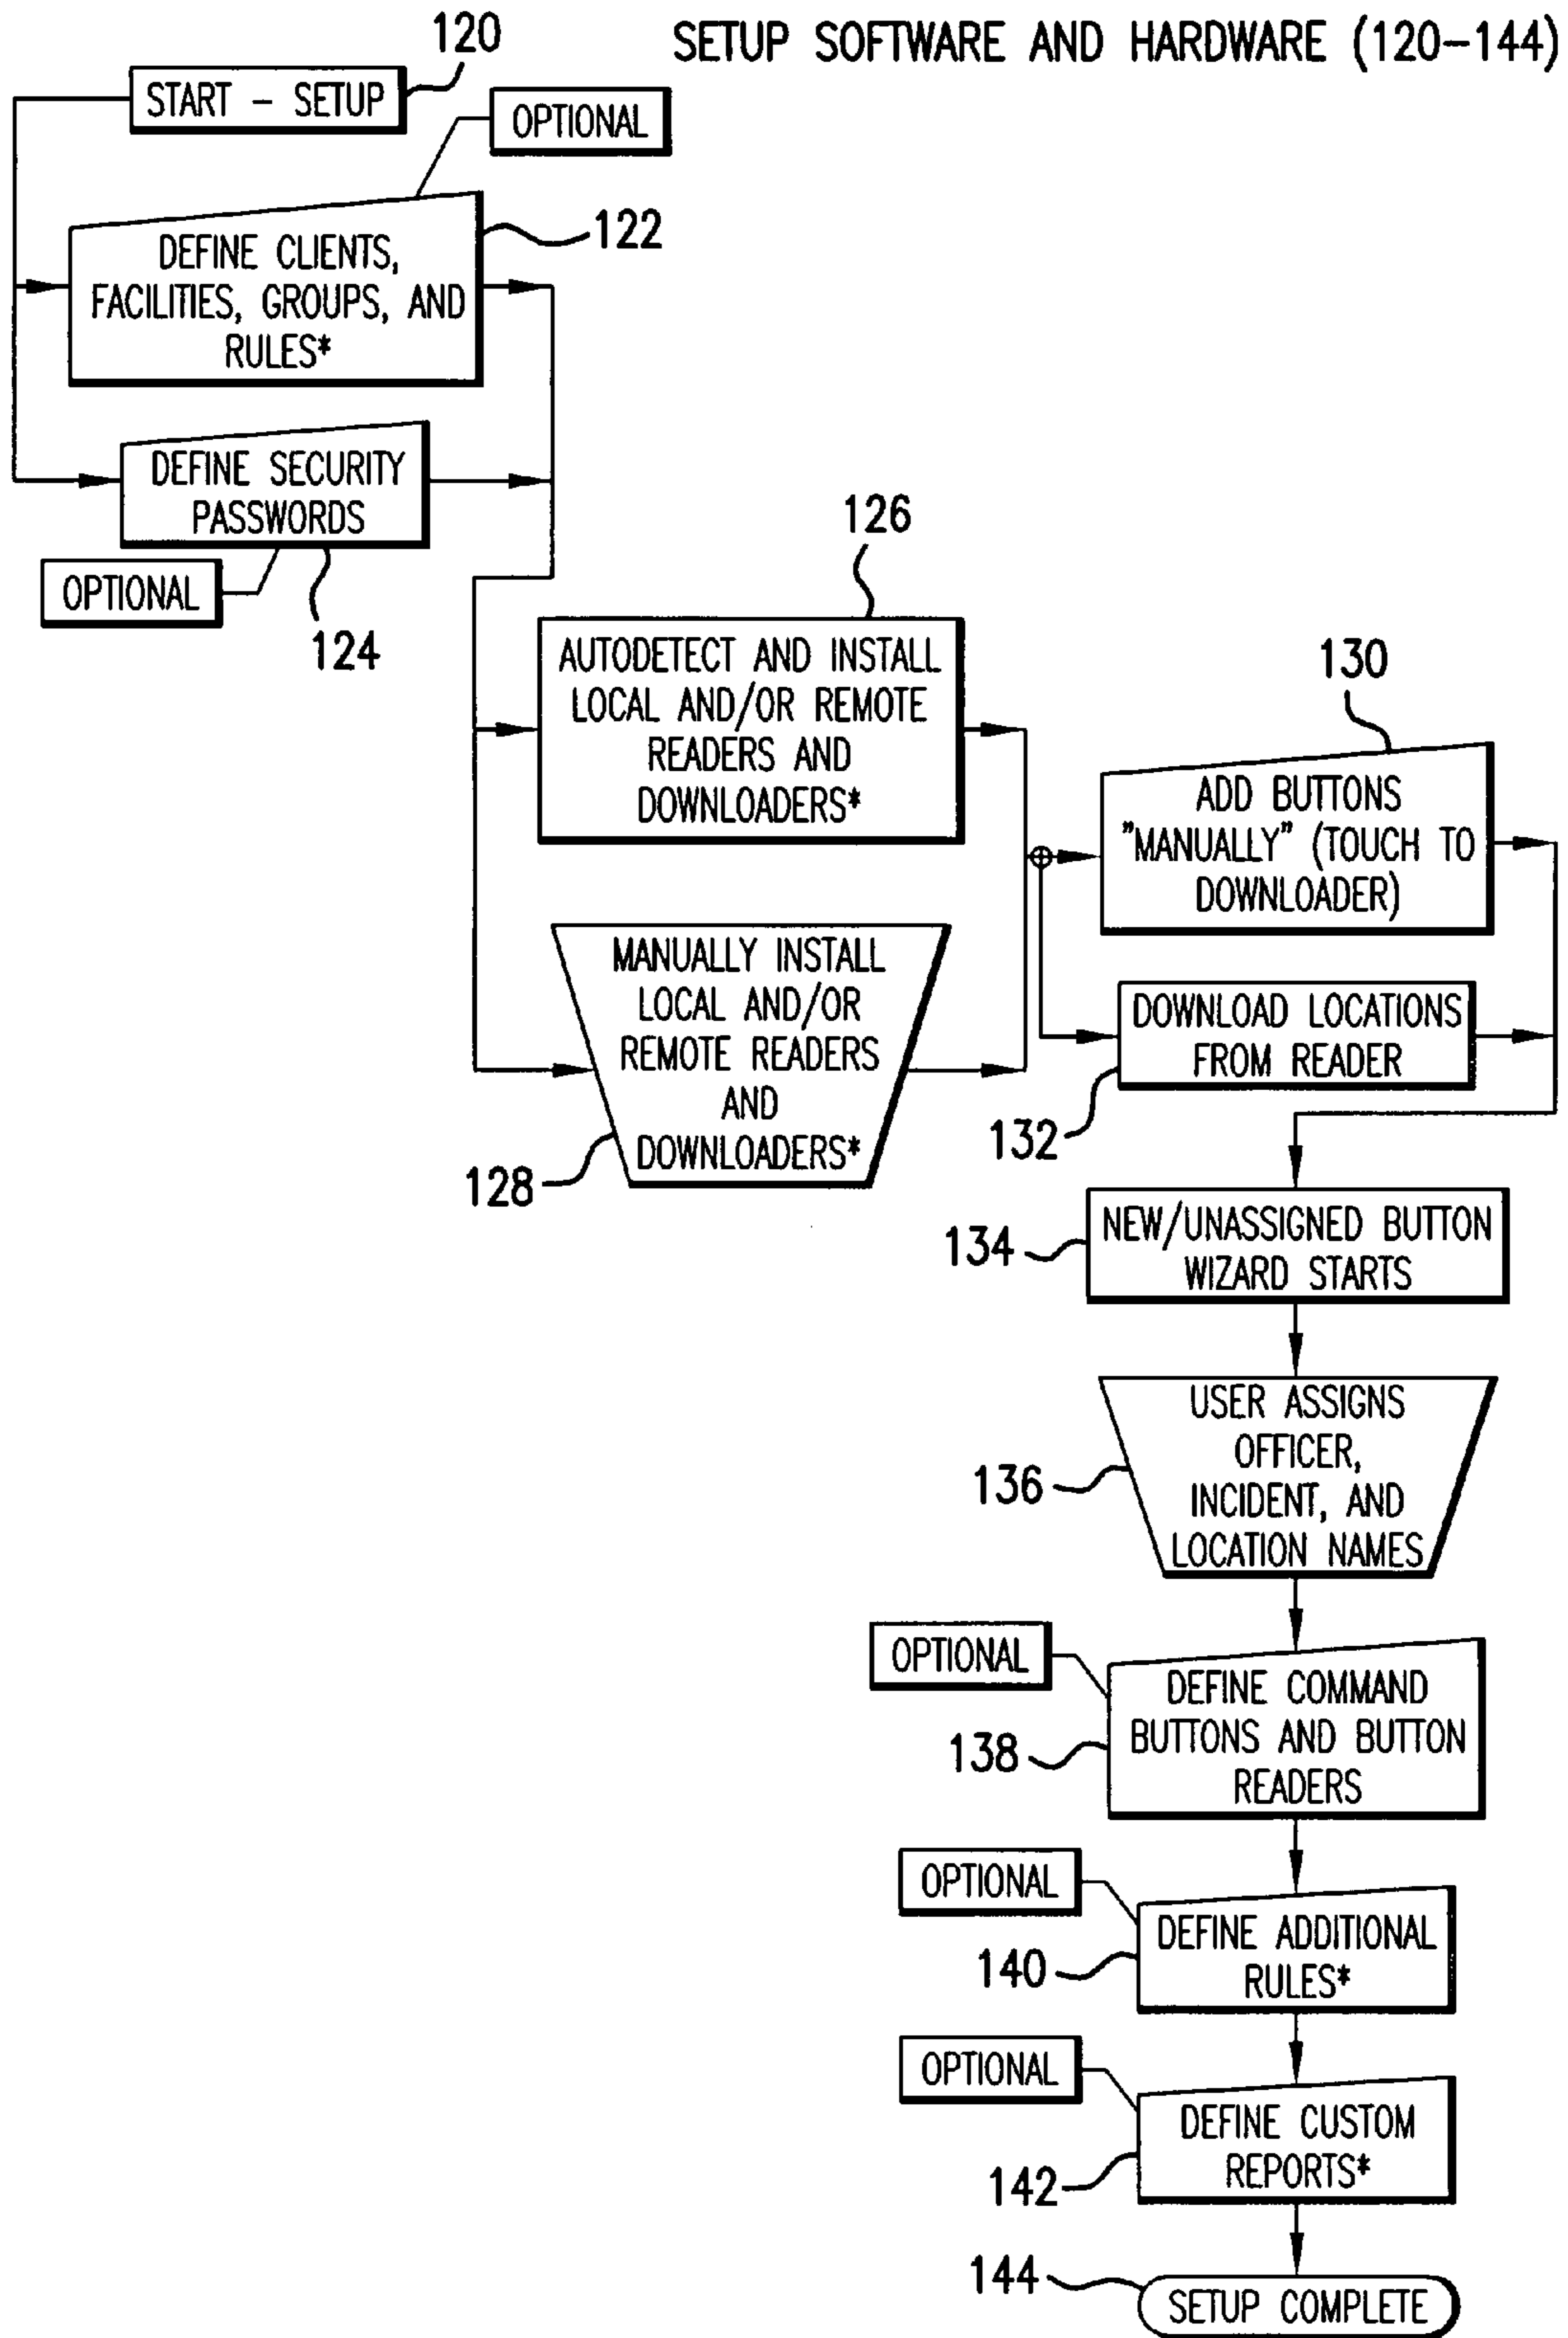 SETUP SOFTWARE AND HARDWARE (120-144)
120
START - SETUP
OPTIONAL
122
DEFINE CLIENTS,
FACILITIES, GROUPS, AND
RULES*
DEFINE SECURITY
PASSWORDS
OPTIONAL
124
126
AUTODETECT AND INSTALL
LOCAL AND/OR REMOTE
READERS AND
DOWNLOADERS*
MANUALLY INSTALL
LOCAL AND/OR
REMOTE READERS
AND
DOWNLOADERS*
128
130
ADD BUTTONS
"MANUALLY" (TOUCH TO
DOWNLOADER)
DOWNLOAD LOCATIONS
FROM READER
132
134
NEW/UNASSIGNED BUTTON
WIZARD STARTS
136
USER ASSIGNS
OFFICER,
INCIDENT, AND
LOCATION NAMES
OPTIONAL
138
DEFINE COMMAND
BUTTONS AND BUTTON
READERS
OPTIONAL
140
DEFINE ADDITIONAL
RULES*
OPTIONAL
142
DEFINE CUSTOM
REPORTS*
144
SETUP COMPLETE